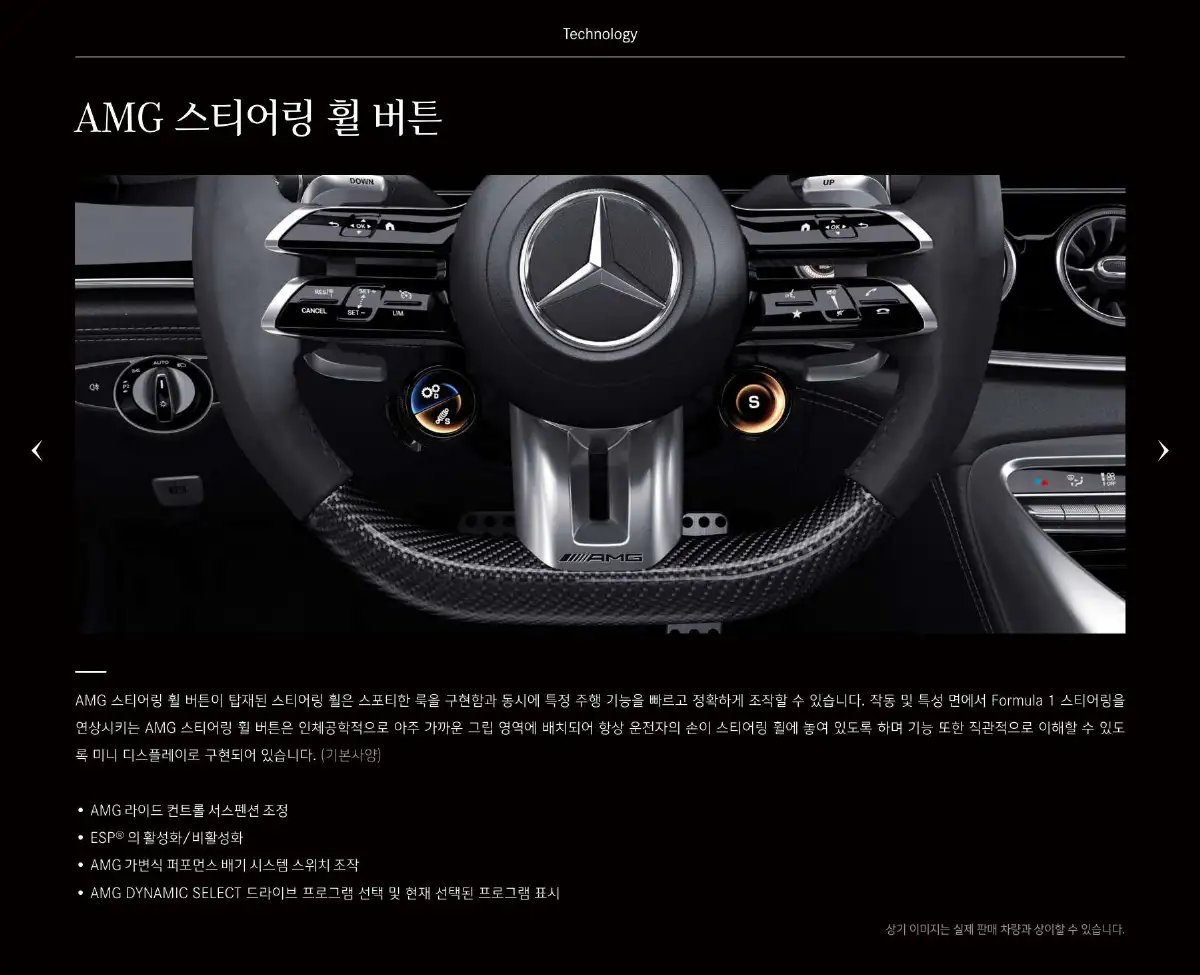 Technology
AMG 스티어링 휠 버튼
DOWN
UP
OK
OK
SET +
CANCEL
SET −
LIM
AUTO
D
S
S
AMG
OFF
AMG 스티어링 휠 버튼이 탑재된 스티어링 휠은 스포티한 룩을 구현함과 동시에 특정 주행 기능을 빠르고 정확하게 조작할 수 있습니다. 작동 및 특성 면에서 Formula 1 스티어링을
연상시키는 AMG 스티어링 휠 버튼은 인체공학적으로 아주 가까운 그립 영역에 배치되어 항상 운전자의 손이 스티어링 휠에 놓여 있도록 하며 기능 또한 직관적으로 이해할 수 있도
록 미니 디스플레이로 구현되어 있습니다. (기본사양)
• AMG 라이드 컨트롤 서스펜션 조정
• ESP® 의 활성화/비활성화
• AMG 가변식 퍼포먼스 배기 시스템 스위치 조작
• AMG DYNAMIC SELECT 드라이브 프로그램 선택 및 현재 선택된 프로그램 표시
상기 이미지는 실제 판매 차량과 상이할 수 있습니다.